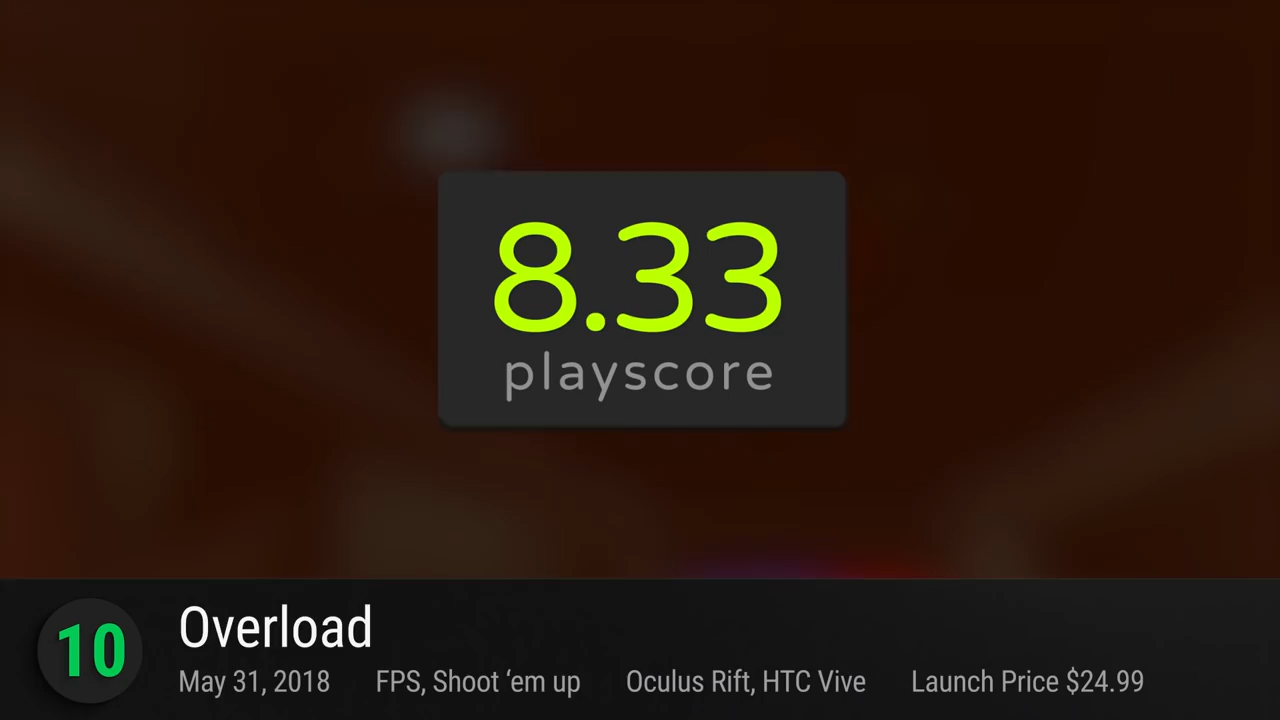 8.33
playscore
10
Overload
May 31, 2018 FPS, Shoot ‘em up Oculus Rift, HTC Vive Launch Price $24.99